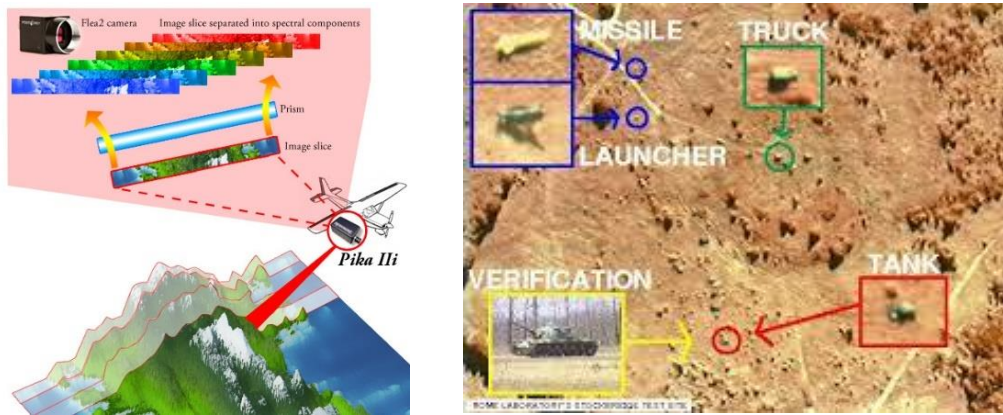 Flea2 camera
Image slice separated into spectral components
Prism
Image slice
Pika IIi
MISSILE
TRUCK
LAUNCHER
VERIFICATION
TANK
ROME LABORATORY'S STOCKBRIDGE TEST SITE